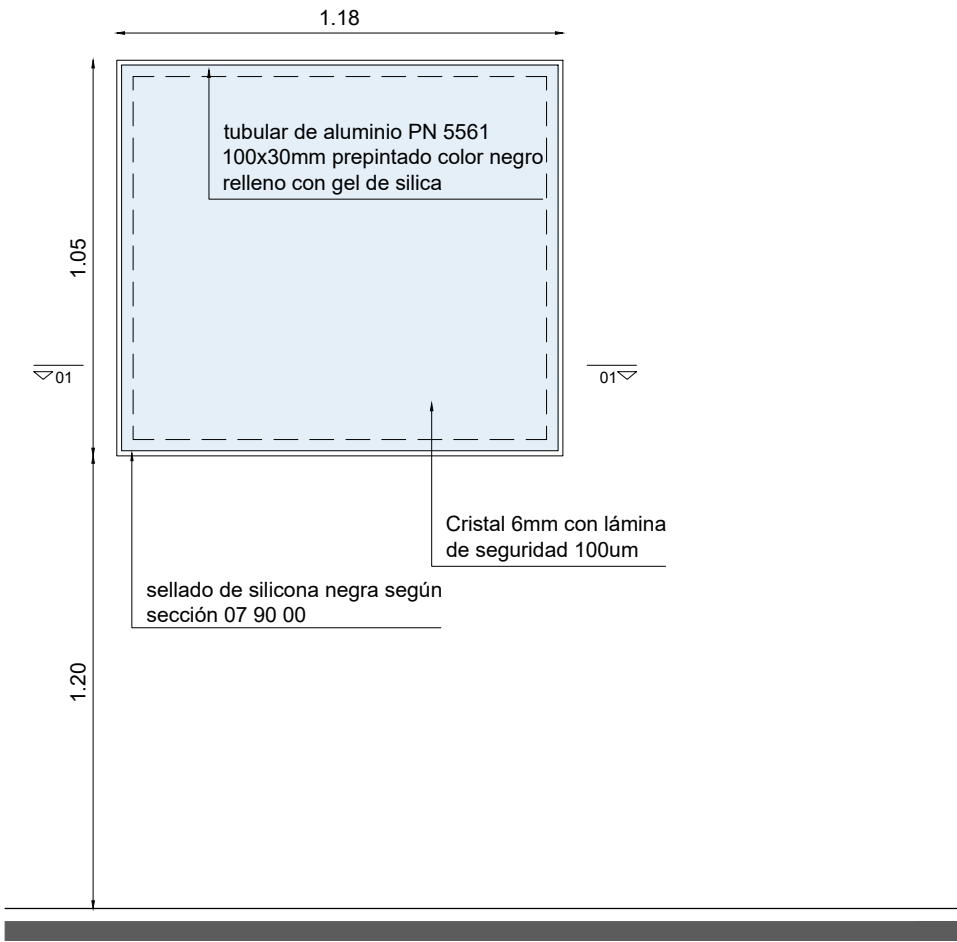 1.18
tubular de aluminio PN 5561
100x30mm prepintado color negro
relleno con gel de silica
1.05
01
01
Cristal 6mm con lámina
de seguridad 100um
sellado de silicona negra según
sección 07 90 00
1.20